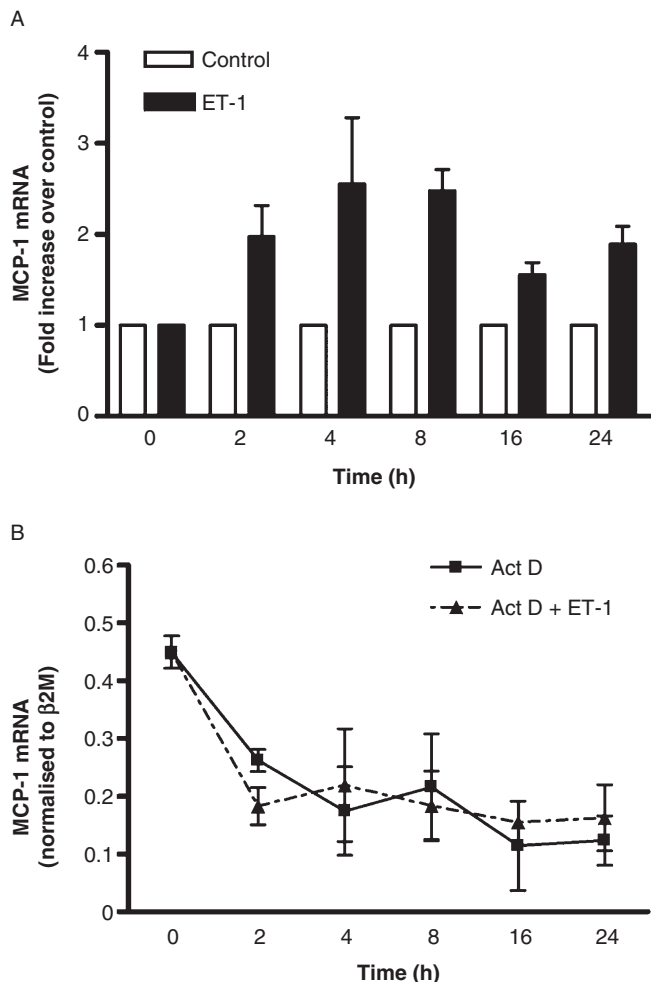 A
4
3
2
1
0
MCP-1 mRNA
(Fold increase over control)
Control
ET-1
0 2 4 8 16 24
Time (h)
B
0.6
0.5
0.4
0.3
0.2
0.1
0
MCP-1 mRNA
(normalised to β2M)
Act D
Act D + ET-1
0 2 4 8 16 24
Time (h)